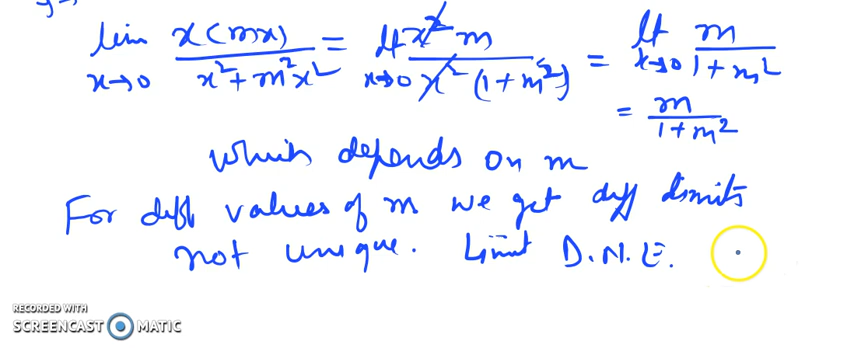 lim x→0 x(mx) / x²+m²x² = lt x→0 x² m / x² (1+m²) = lt x→0 m / 1+m²
= m / 1+m²
which depends on m
For diff values of m we get diff limits
not unique. Limit D.N.E.
RECORDED WITH
SCREENCAST MATIC